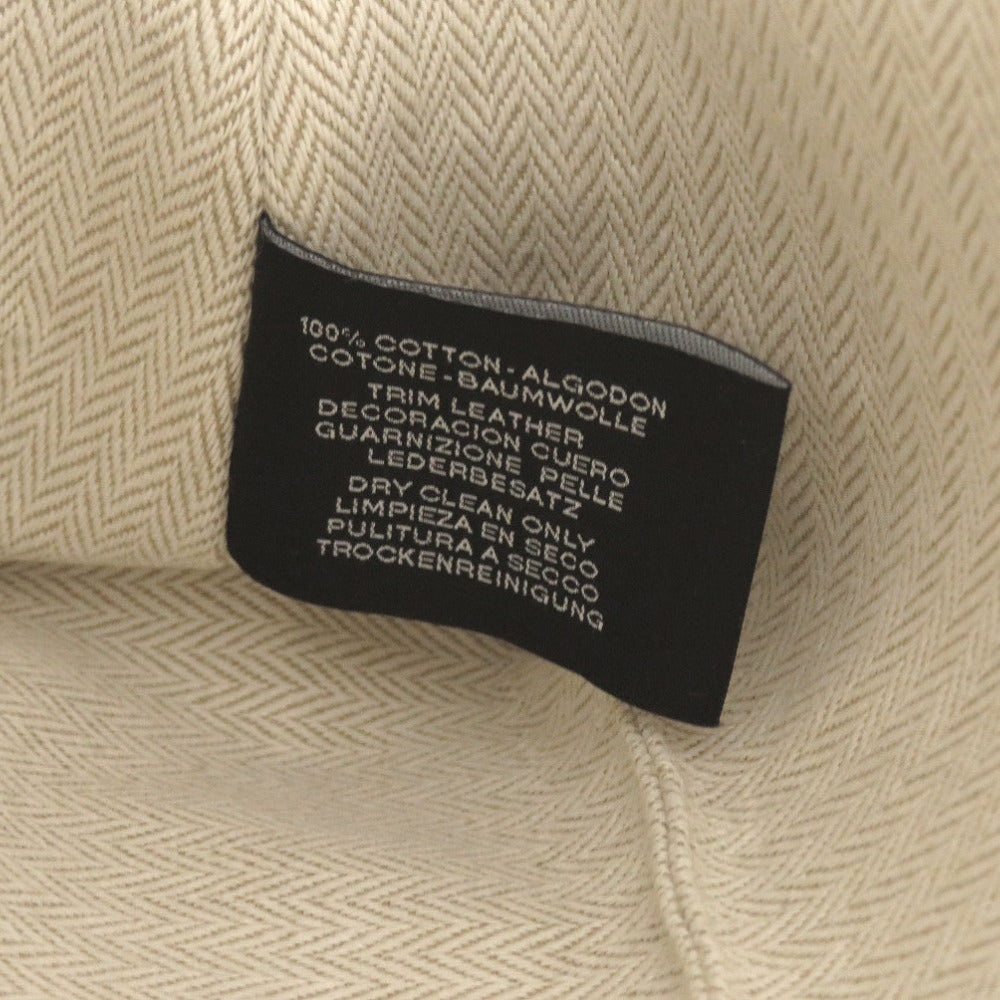 100% COTTON-ALGODON
COTONE-BAUMWOLLE
TRIM LEATHER
DECORACION CUERO
GUARNIZIONE PELLE
LEDERBESATZ
DRY CLEAN ONLY
LIMPIEZA EN SECO
PULITURA A SECCO
TROCKENREINIGUNG